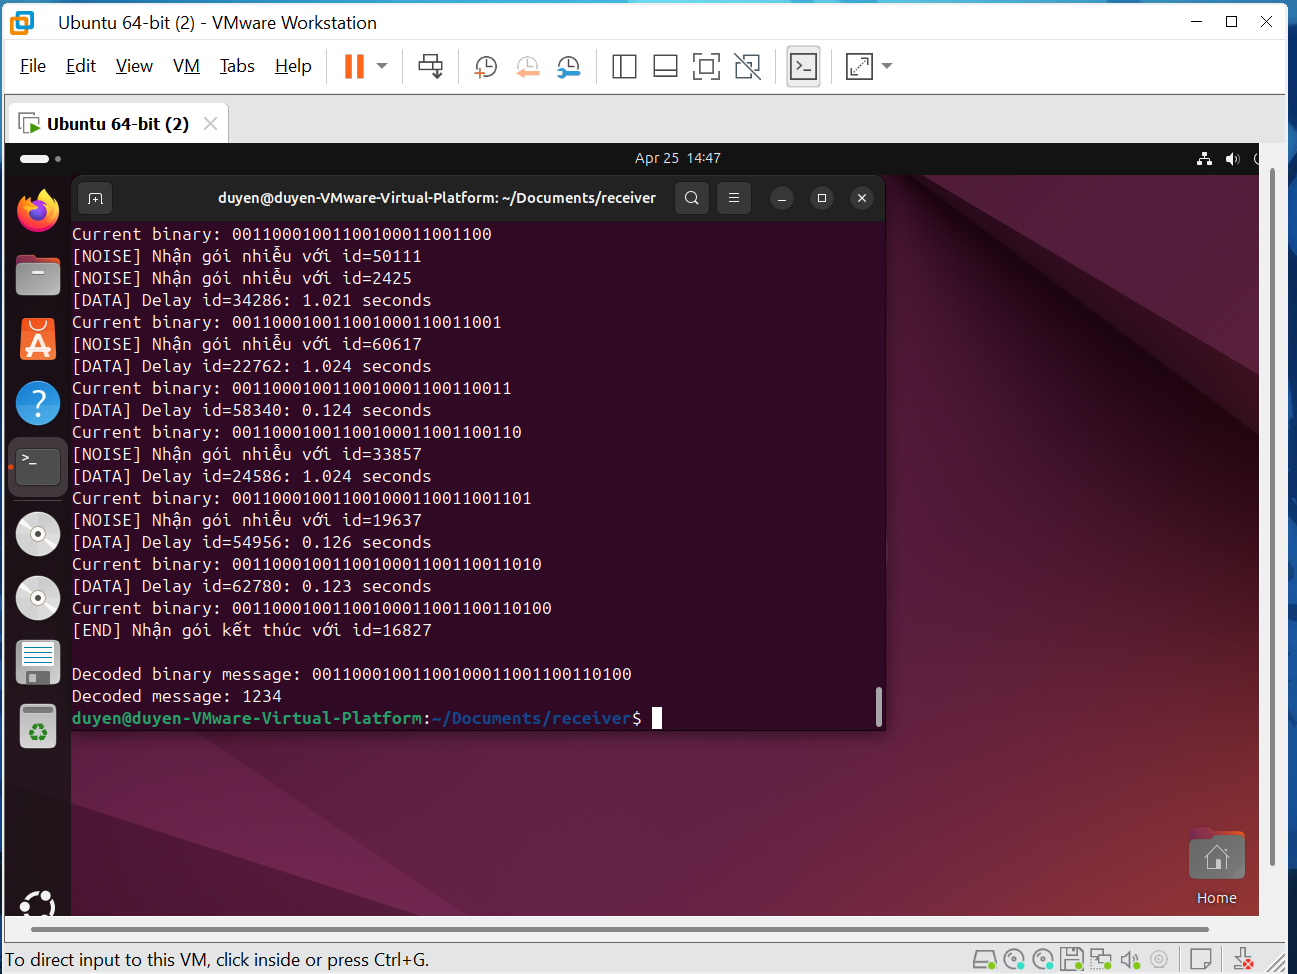 Ubuntu 64-bit (2) - VMware Workstation
File Edit View VM Tabs Help
Ubuntu 64-bit (2)
Apr 25 14:47
duyen@duyen-VMware-Virtual-Platform: ~/Documents/receiver
Current binary: 00110001001100100011001100
[NOISE] Nhận gói nhiễu với id=50111
[NOISE] Nhận gói nhiễu với id=2425
[DATA] Delay id=34286: 1.021 seconds
Current binary: 001100010011001000110011001
[NOISE] Nhận gói nhiễu với id=60617
[DATA] Delay id=22762: 1.024 seconds
Current binary: 0011000100110010001100110011
[DATA] Delay id=58340: 0.124 seconds
Current binary: 00110001001100100011001100110
[NOISE] Nhận gói nhiễu với id=33857
[DATA] Delay id=24586: 1.024 seconds
Current binary: 001100010011001000110011001101
[NOISE] Nhận gói nhiễu với id=19637
[DATA] Delay id=54956: 0.126 seconds
Current binary: 0011000100110010001100110011010
[DATA] Delay id=62780: 0.123 seconds
Current binary: 00110001001100100011001100110100
[END] Nhận gói kết thúc với id=16827
Decoded binary message: 00110001001100100011001100110100
Decoded message: 1234
duyen@duyen-VMware-Virtual-Platform:~/Documents/receiver$
Home
To direct input to this VM, click inside or press Ctrl+G.